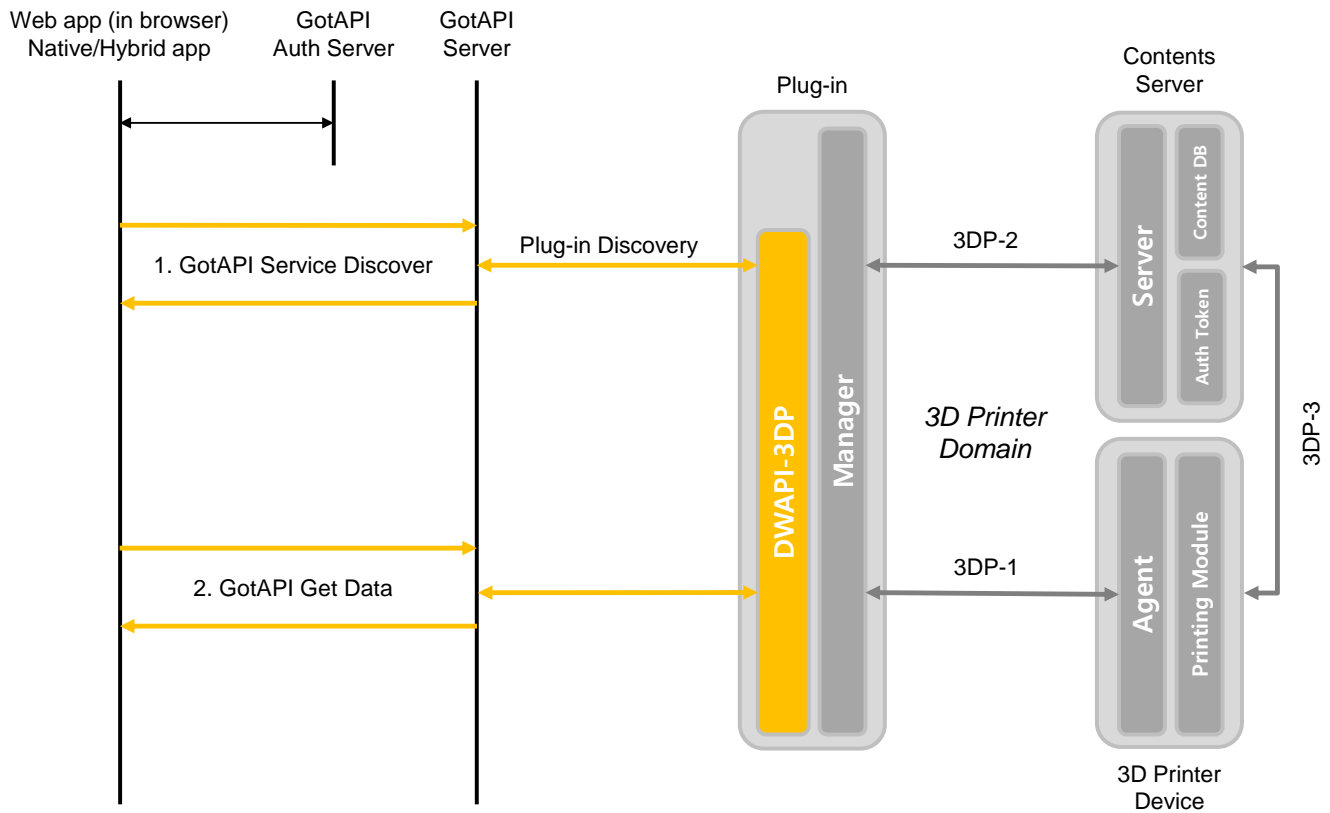 Web app (in browser)
Native/Hybrid app
GotAPI
Auth Server
GotAPI
Server
Plug-in
Contents
Server
1. GotAPI Service Discover
Plug-in Discovery
2. GotAPI Get Data
DWAPI-3DP
Manager
3DP-2
3D Printer
Domain
3DP-1
Server
Content DB
Auth Token
3DP-3
Agent
Printing Module
3D Printer
Device